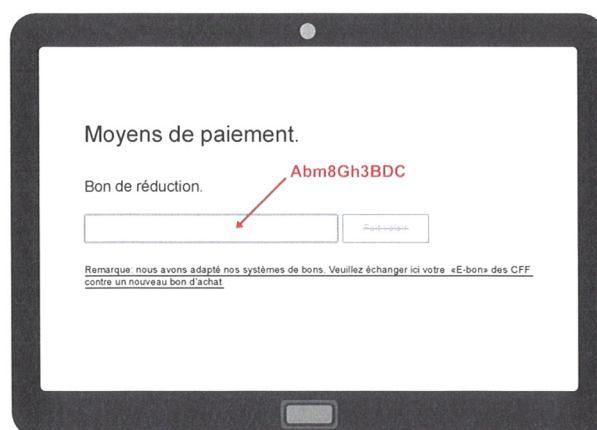 Moyens de paiement.
Abm8Gh3BDC
Bon de réduction.
Remarque: nous avons adapté nos systèmes de bons. Veuillez échanger ici votre «E-bon» des CFF
contre un nouveau bon d'achat